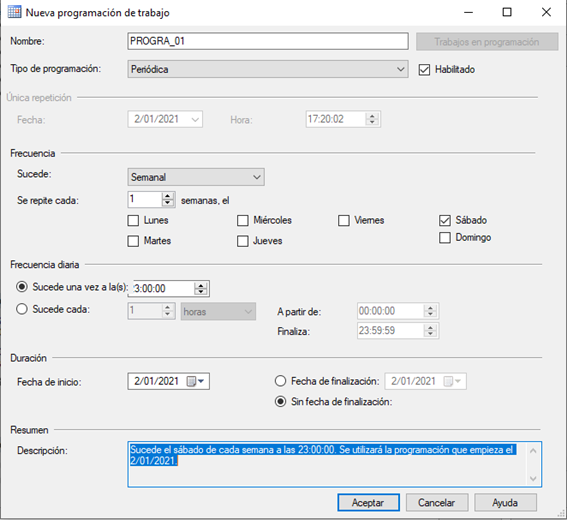 Nueva programación de trabajo
Nombre: PROGRA_01 Trabajos en programación
Tipo de programación: Periódica Habilitado
Única repetición
Fecha: 2/01/2021 Hora: 17:20:02
Frecuencia
Sucede: Semanal
Se repite cada: 1 semanas, el
Lunes Miércoles Viernes Sábado
Martes Jueves Domingo
Frecuencia diaria
Sucede una vez a la(s): 23:00:00
Sucede cada: 1 horas A partir de: 00:00:00
Finaliza: 23:59:59
Duración
Fecha de inicio: 2/01/2021 Fecha de finalización: 2/01/2021
Sin fecha de finalización:
Resumen
Descripción: Sucede el sábado de cada semana a las 23:00:00. Se utilizará la programación que empieza el
2/01/2021.
Aceptar Cancelar Ayuda